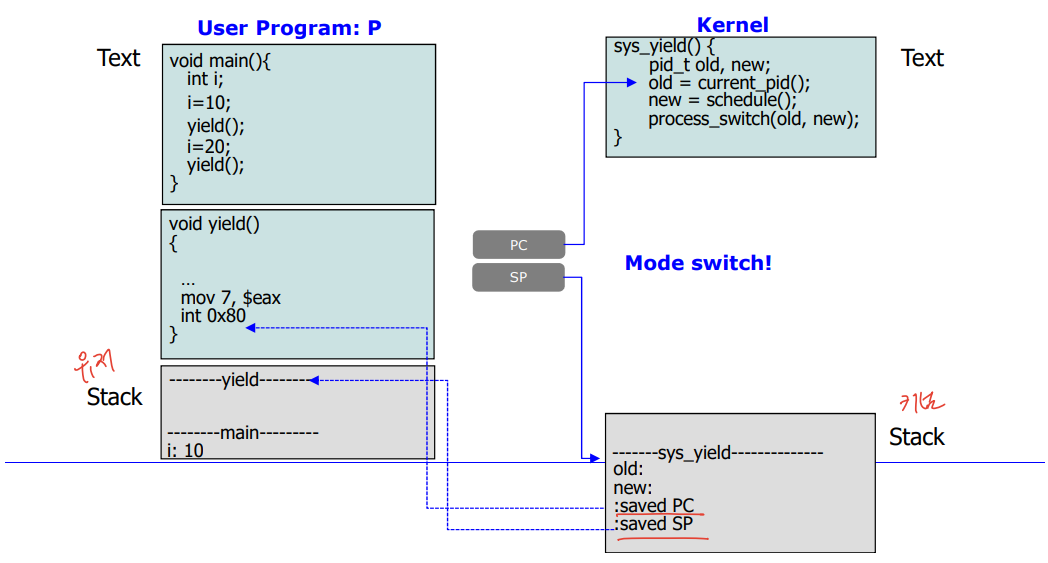 User Program: P
Text
void main(){
int i;
i=10;
yield();
i=20;
yield();
}
void yield()
{
...
mov 7, $eax
int 0x80
}
유저
Stack
--------yield--------
--------main---------
i: 10
PC
SP
Kernel
Text
sys_yield() {
pid_t old, new;
old = current_pid();
new = schedule();
process_switch(old, new);
}
Mode switch!
커널
Stack
-------sys_yield--------------
old:
new:
:saved PC
:saved SP